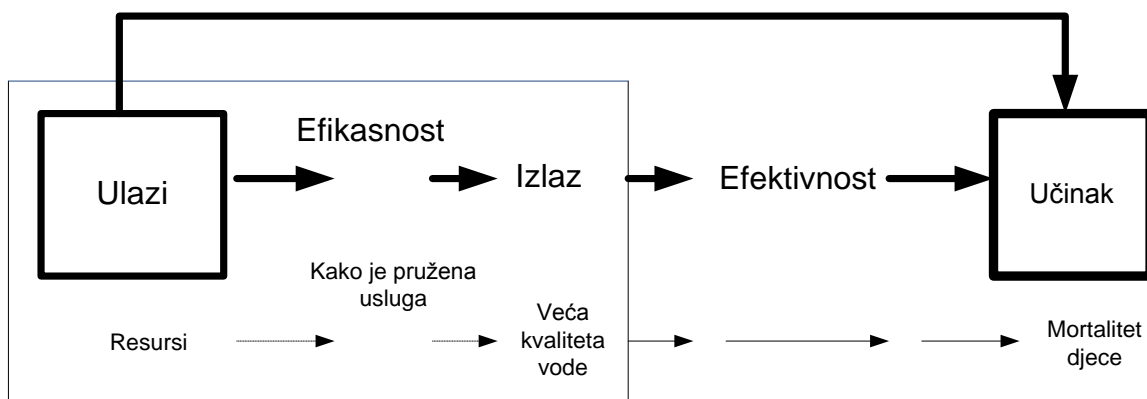 Efikasnost
Ulazi
Izlaz
Efektivnost
Učinak
Kako je pružena
usluga
Resursi
Veća
kvaliteta
vode
Mortalitet
djece